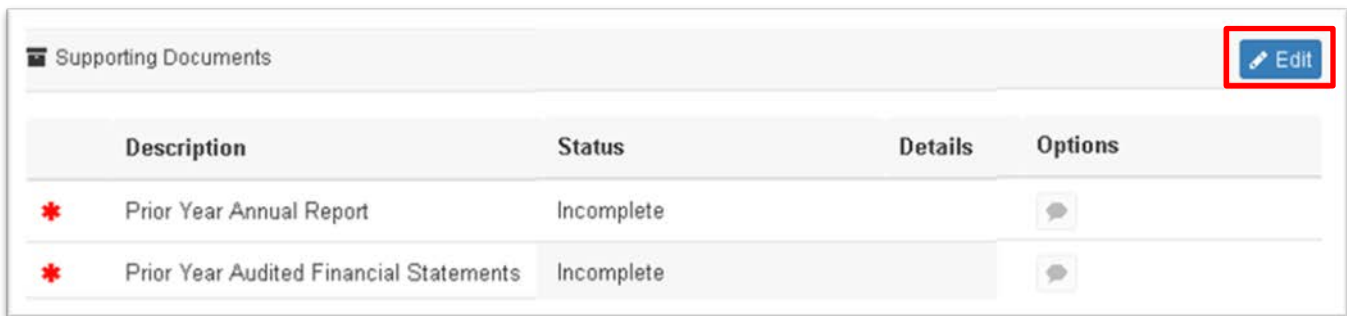 Supporting Documents Edit
Description Status Details Options
* Prior Year Annual Report Incomplete
* Prior Year Audited Financial Statements Incomplete